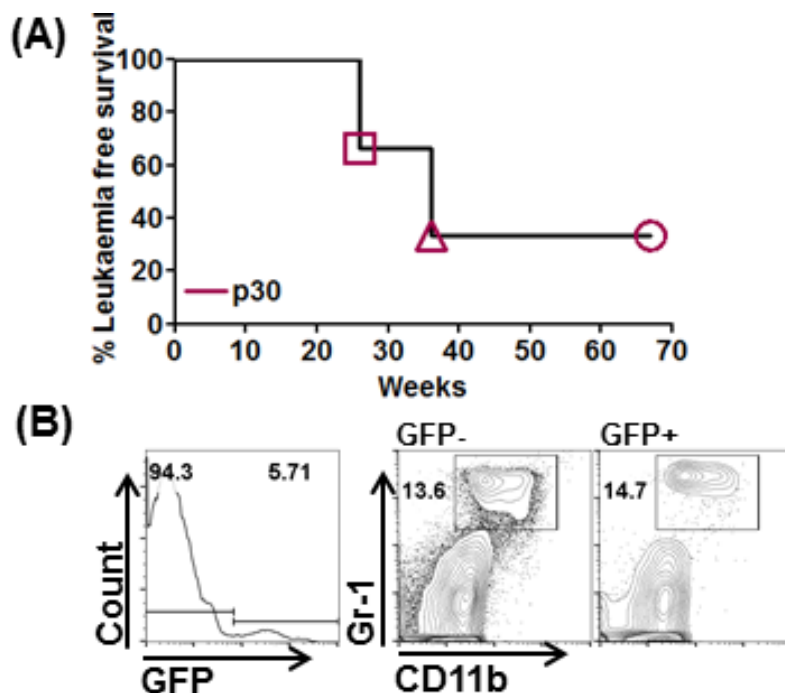 (A)
% Leukaemia free survival
100
80
60
40
20
0
p30
0 10 20 30 40 50 60 70
Weeks
(B)
94.3 5.71
Count
GFP
GFP- GFP+
13.6 14.7
Gr-1
CD11b